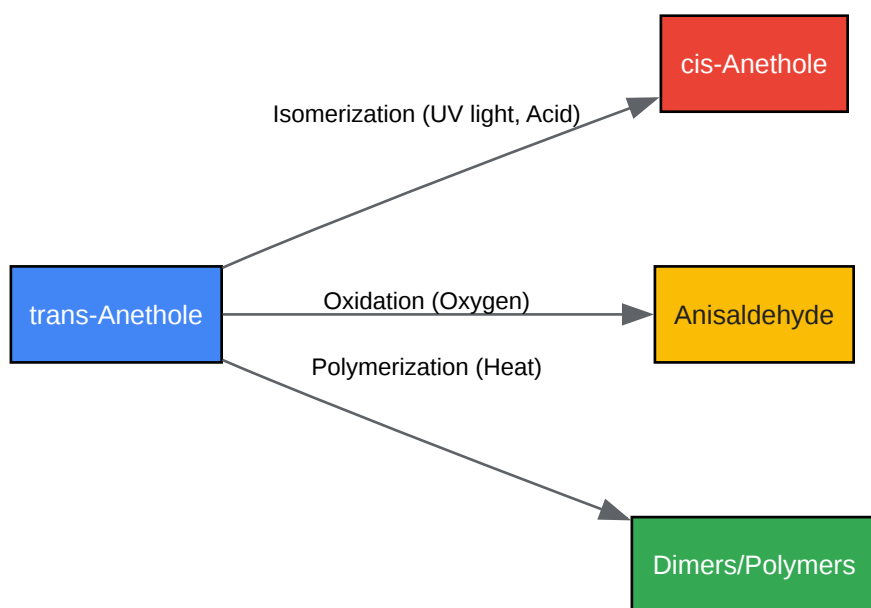 cis-Anethole
Isomerization (UV light, Acid)
trans-Anethole
Oxidation (Oxygen)
Anisaldehyde
Polymerization (Heat)
Dimers/Polymers